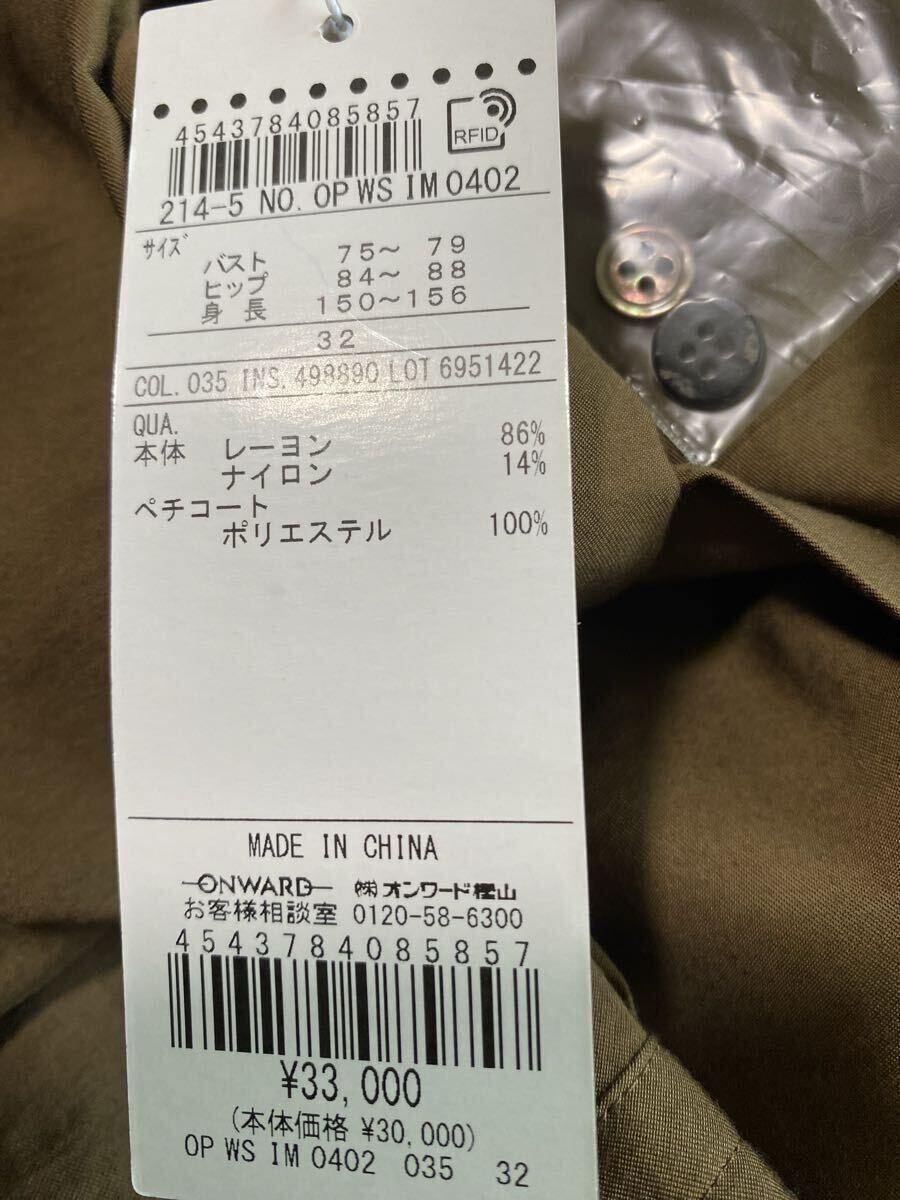 4543784085857
RFID
214-5 NO. OP WS IM 0402
サイズ
バスト 75～ 79
ヒップ 84～ 88
身長 150～156
32
COL. 035 INS. 498890 LOT 6951422
QUA.
本体 レーヨン 86%
ナイロン 14%
ペチコート
ポリエステル 100%
MADE IN CHINA
ONWARD ㈱オンワード樫山
お客様相談室 0120-58-6300
4543784085857
¥33,000
(本体価格 ¥30,000)
OP WS IM 0402 035 32